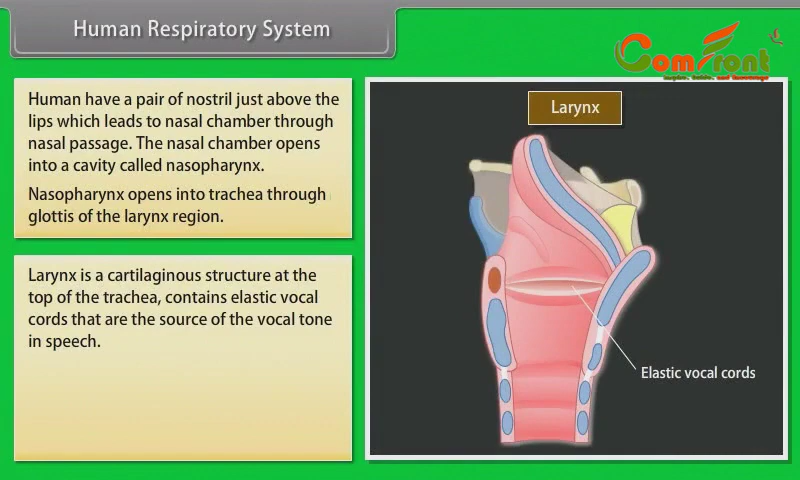 Human Respiratory System
Comfront
Human have a pair of nostril just above the
lips which leads to nasal chamber through
nasal passage. The nasal chamber opens
into a cavity called nasopharynx.
Nasopharynx opens into trachea through
glottis of the larynx region.
Larynx is a cartilaginous structure at the
top of the trachea, contains elastic vocal
cords that are the source of the vocal tone
in speech.
Larynx
Elastic vocal cords